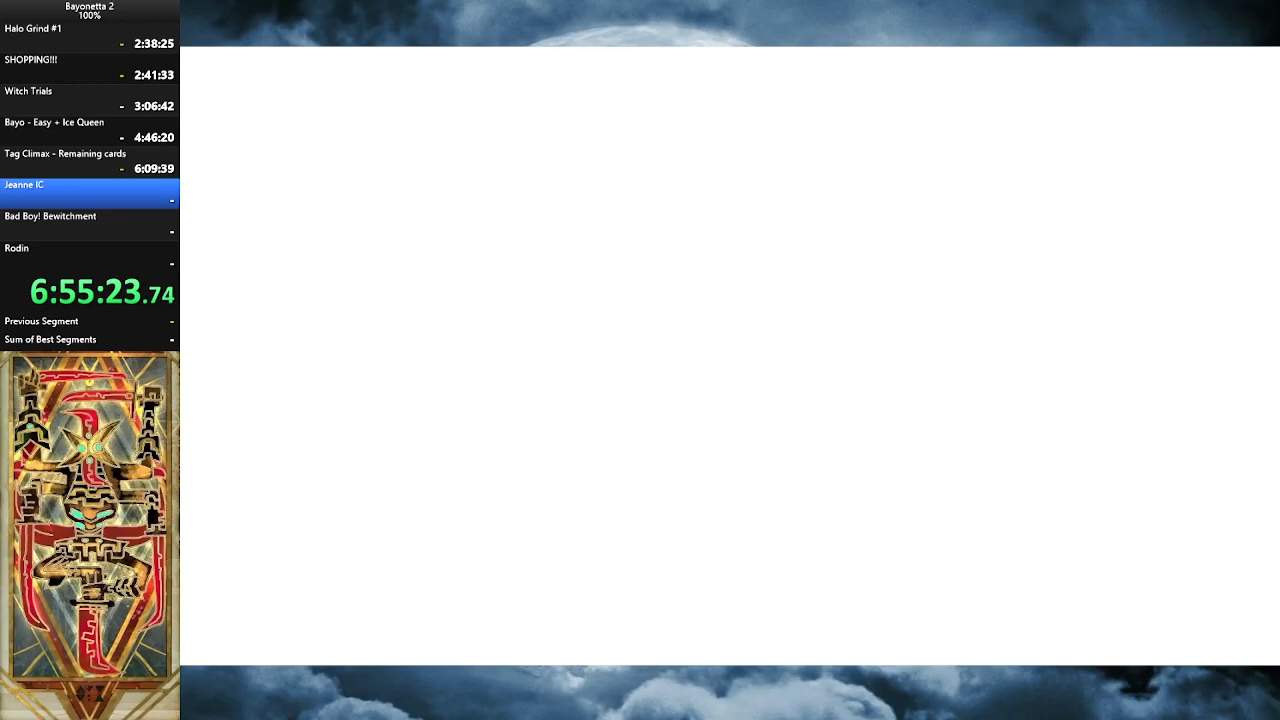 Bayonetta 2
100%
Halo Grind #1
- 2:38:25
SHOPPING!!!
- 2:41:33
Witch Trials
- 3:06:42
Bayo - Easy + Ice Queen
- 4:46:20
Tag Climax - Remaining cards
- 6:09:39
Jeanne IC
-
Bad Boy! Bewitchment
-
Rodin
-
6:55:23.74
Previous Segment -
Sum of Best Segments -